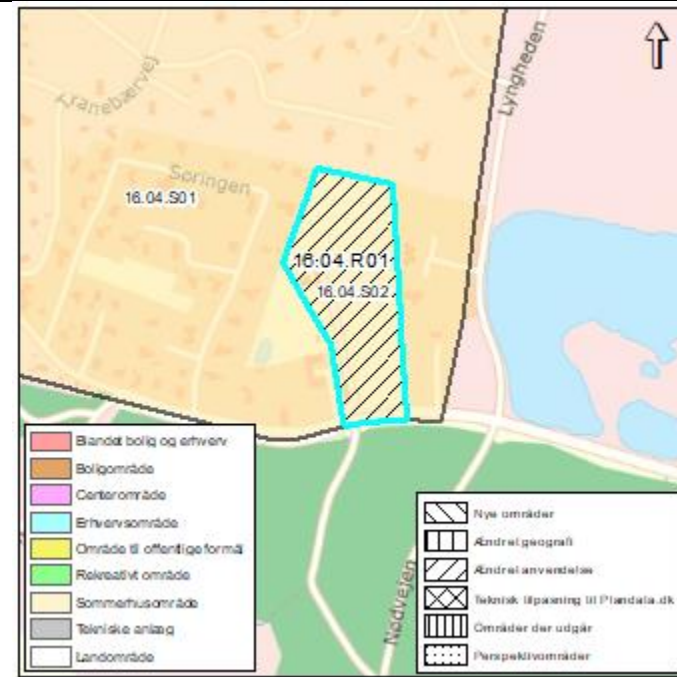 Lyngheden
Tranebærvej
Soringen
16.04.S01
16:04.R01
16.04.S02
Nødvejen
Blandet bolig og erhverv
Boligområde
Centerområde
Erhvervsområde
Område til offentlige formål
Rekreativt område
Sommerhusområde
Tekniske anlæg
Landområde
Nye områder
Ændret geografi
Ændret anvendelse
Teknisk tilpasning til Plandata.dk
Områder der udgår
Perspektivområder